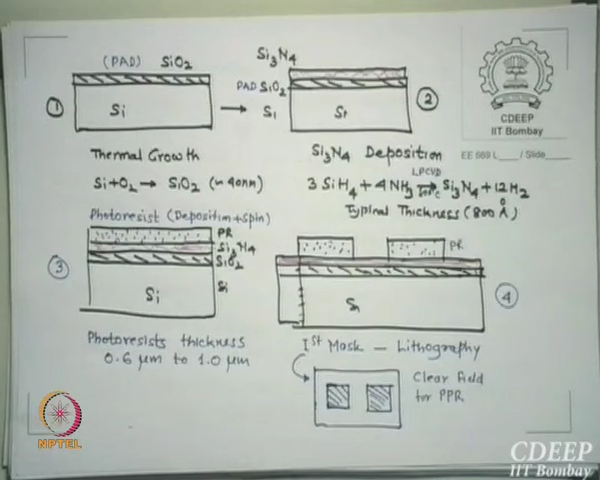 CDEEP
IIT Bombay
EE 669 L____ / Slide____
(PAD) SiO2
Si
1
Thermal Growth
Si+O2 → SiO2 (~40nm)
Si3N4
PAD SiO2
Si
Si
2
Si3N4 Deposition
LPCVD
3 SiH4 + 4 NH3 → Si3N4 + 12 H2
Typical Thickness (800 Å)
Photoresist (Deposition + Spin)
PR
Si3N4
SiO2
Si
Si
3
Photoresists thickness
0.6 µm to 1.0 µm
PR
Si
4
Ist Mask – Lithography
Clear Field
for PPR
NPTEL
CDEEP
IIT Bombay